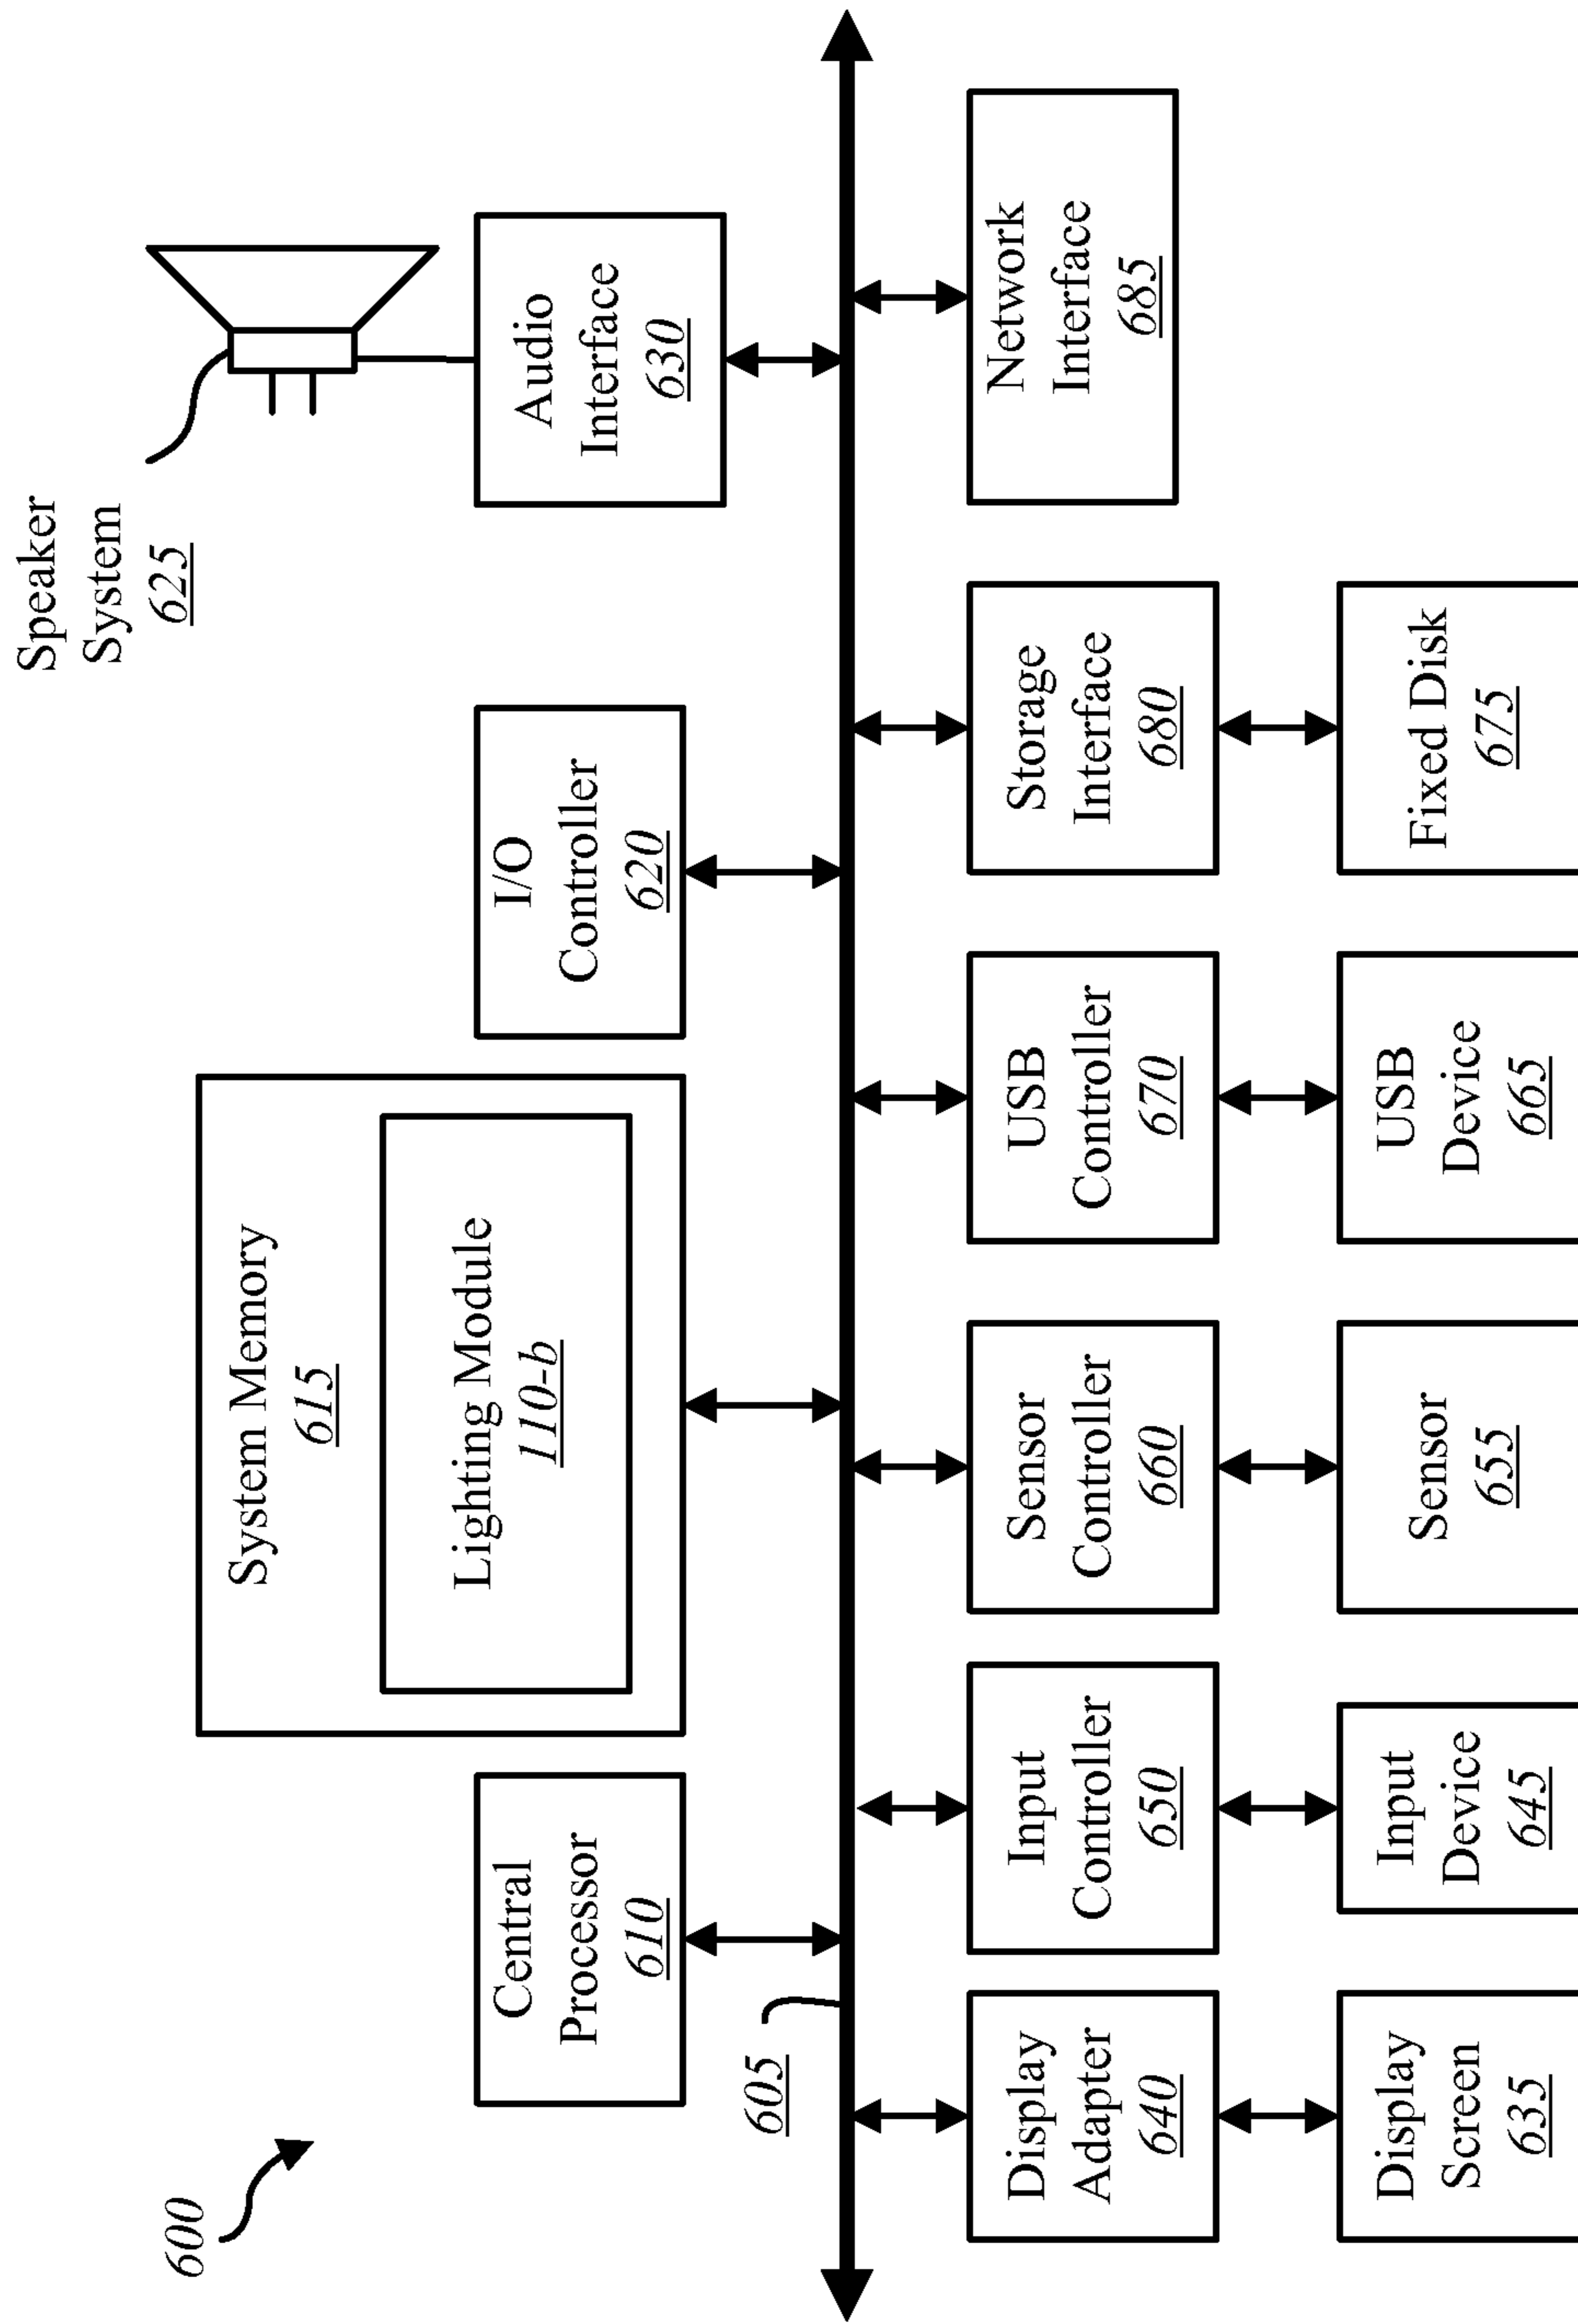 600
Speaker
System
625
Central
Processor
610
System Memory
615
Lighting Module
110-b
I/O
Controller
620
Audio
Interface
630
605
Display
Adapter
640
Input
Controller
650
Sensor
Controller
660
USB
Controller
670
Storage
Interface
680
Network
Interface
685
Display
Screen
635
Input
Device
645
Sensor
655
USB
Device
665
Fixed Disk
675